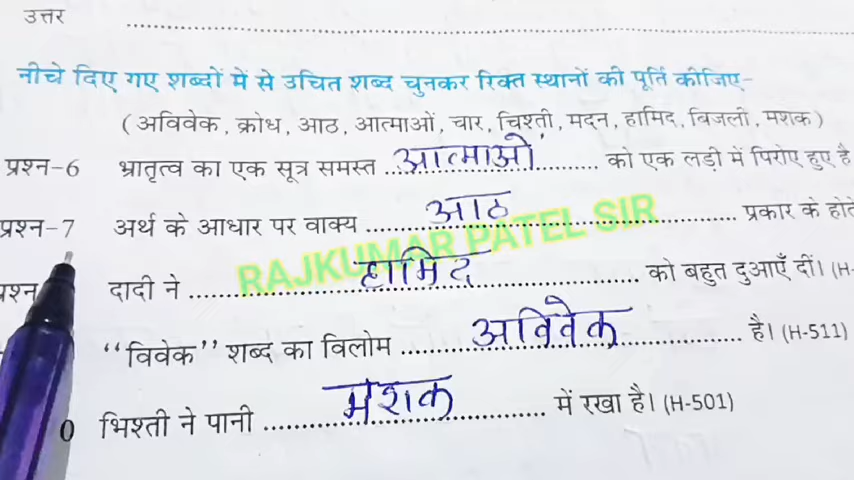 उत्तर
नीचे दिए गए शब्दों में से उचित शब्द चुनकर रिक्त स्थानों की पूर्ति कीजिए-
(अविवेक, क्रोध, आठ, आत्माओं, चार, चिश्ती, मदन, हामिद, बिजली, मशक)
प्रश्न-6 भ्रातृत्व का एक सूत्र समस्त आत्माओं को एक लड़ी में पिरोए हुए है
प्रश्न-7 अर्थ के आधार पर वाक्य आठ प्रकार के होते
RAJKUMAR PATEL SIR
प्रश्न दादी ने हामिद को बहुत दुआएँ दीं। (H-
"विवेक" शब्द का विलोम अविवेक है। (H-511)
0 भिश्ती ने पानी मशक में रखा है। (H-501)